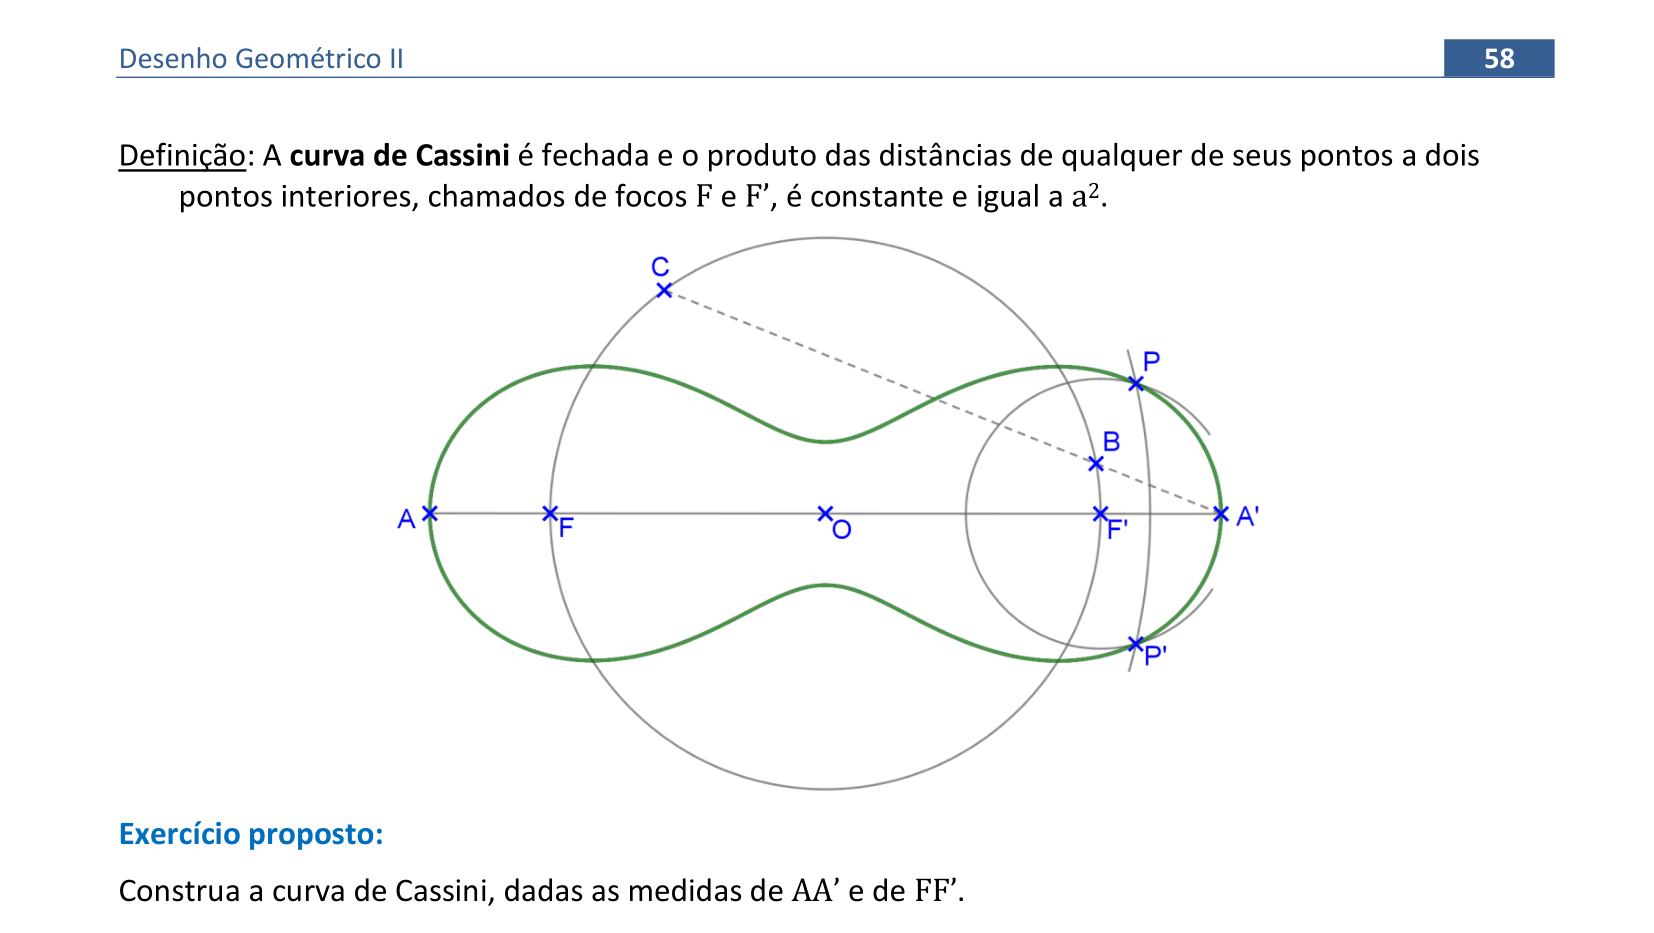 Desenho Geométrico II
58
Definição: A curva de Cassini é fechada e o produto das distâncias de qualquer de seus pontos a dois
pontos interiores, chamados de focos F e F’, é constante e igual a a².
C
P
B
A
F
O
F'
A'
P'
Exercício proposto:
Construa a curva de Cassini, dadas as medidas de AA’ e de FF’.